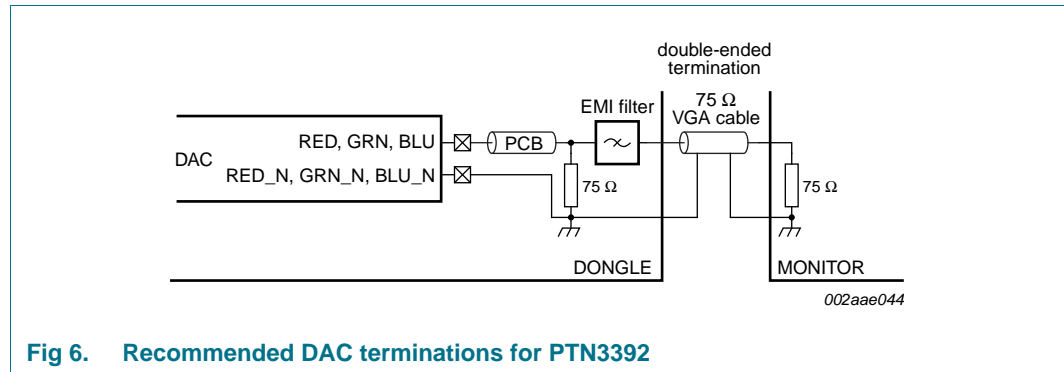 double-ended
termination
EMI filter
75 Ω
VGA cable
RED, GRN, BLU
PCB
DAC
RED_N, GRN_N, BLU_N
75 Ω
75 Ω
DONGLE
MONITOR
002aae044
Fig 6. Recommended DAC terminations for PTN3392